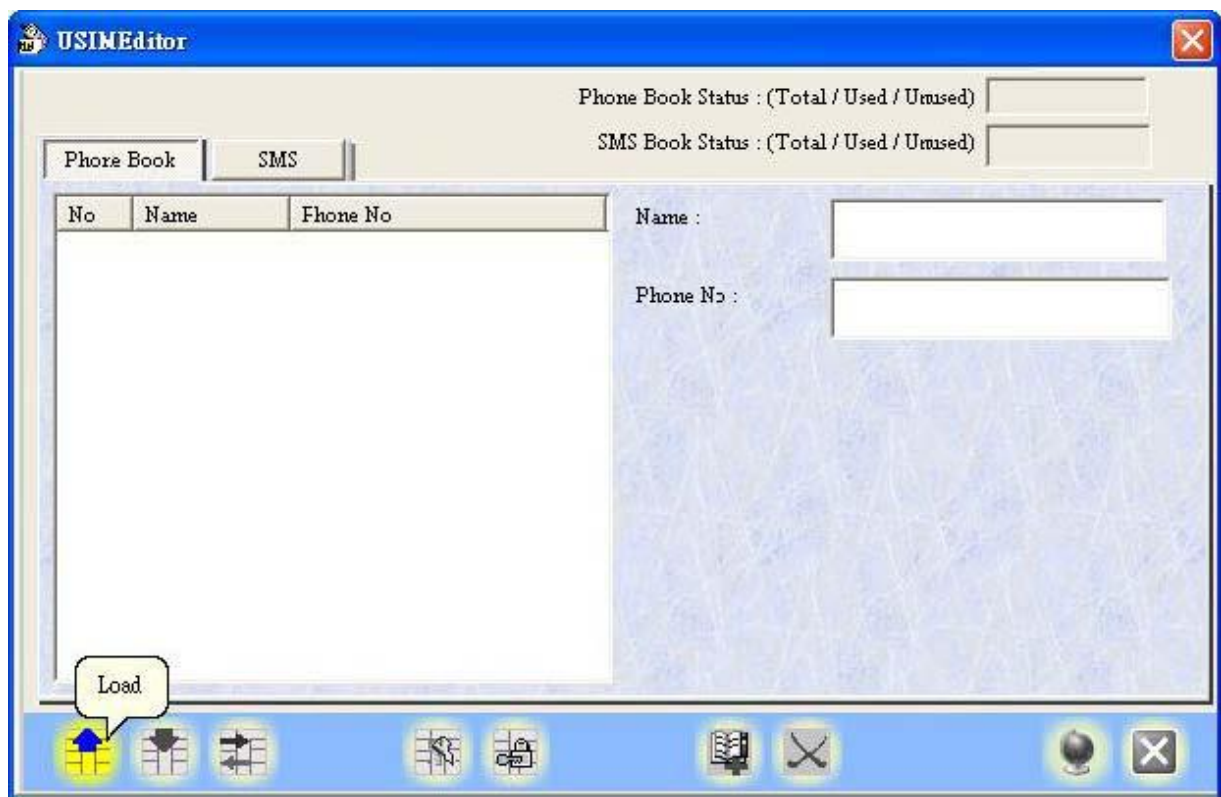 USIMEditor
Phone Book Status : (Total / Used / Unused)
SMS Book Status : (Total / Used / Unused)
Phone Book SMS
No Name Phone No
Name :
Phone No :
Load